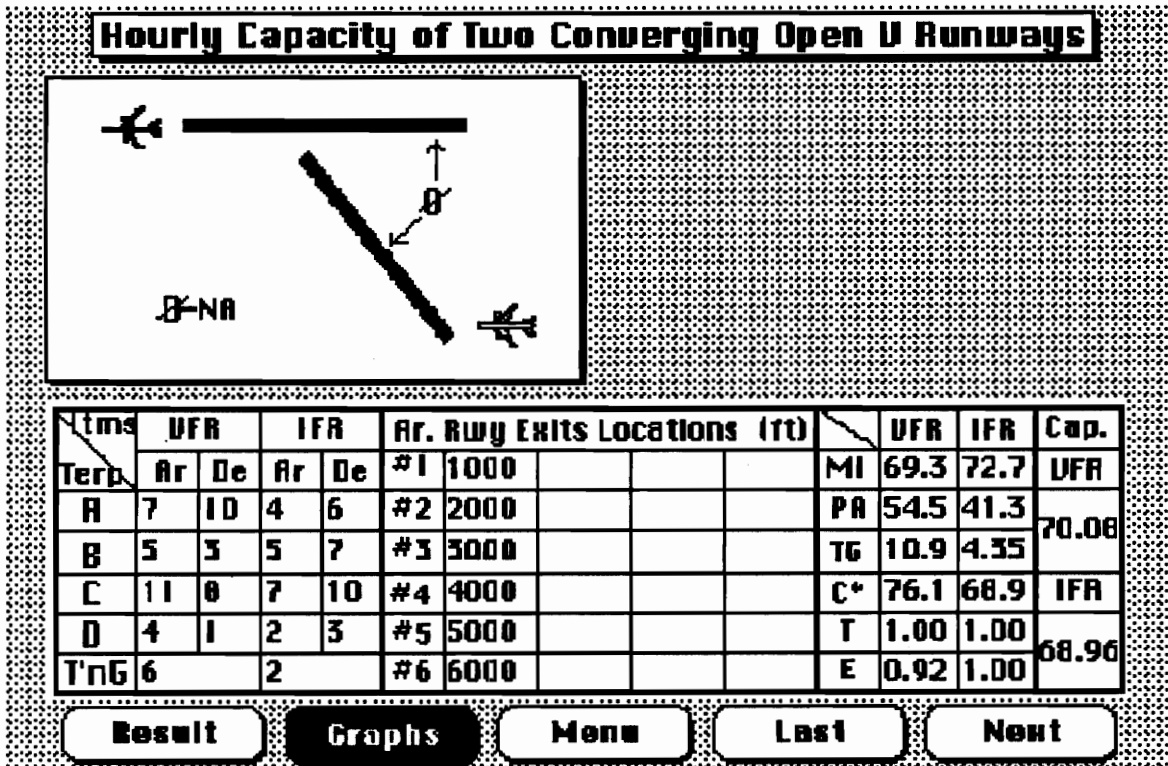 Hourly Capacity of Two Converging Open V Runways
NA
Itms VFR IFR Ar. Rwy Exits Locations (ft) VFR IFR Cap.
Ar De Ar De #1 1000 MI 69.3 72.7 VFR
A 7 10 4 6 #2 2000 PA 54.5 41.3 70.08
B 5 3 5 7 #3 3000 TG 10.9 4.35
C 11 8 7 10 #4 4000 C* 76.1 68.9 IFR
D 4 1 2 3 #5 5000 T 1.00 1.00 68.96
T'nG 6 2 #6 6000 E 0.92 1.00
Result Graphs Menu Last Next